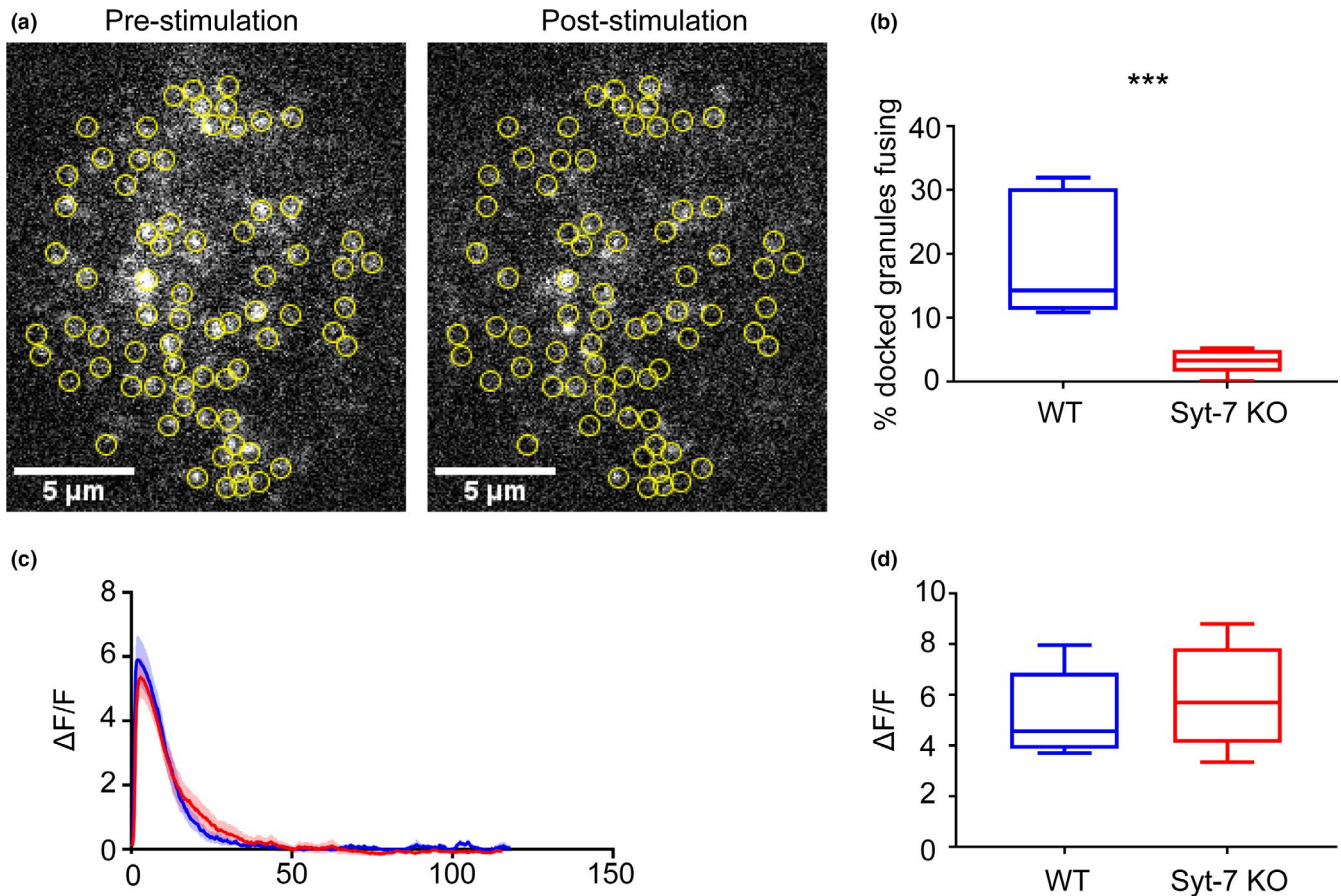 (a)
Pre-stimulation
Post-stimulation
5 µm
5 µm
(b)
***
% docked granules fusing
40
30
20
10
0
WT
Syt-7 KO
(c)
ΔF/F
8
6
4
2
0
0
50
100
150
(d)
ΔF/F
10
8
6
4
2
0
WT
Syt-7 KO